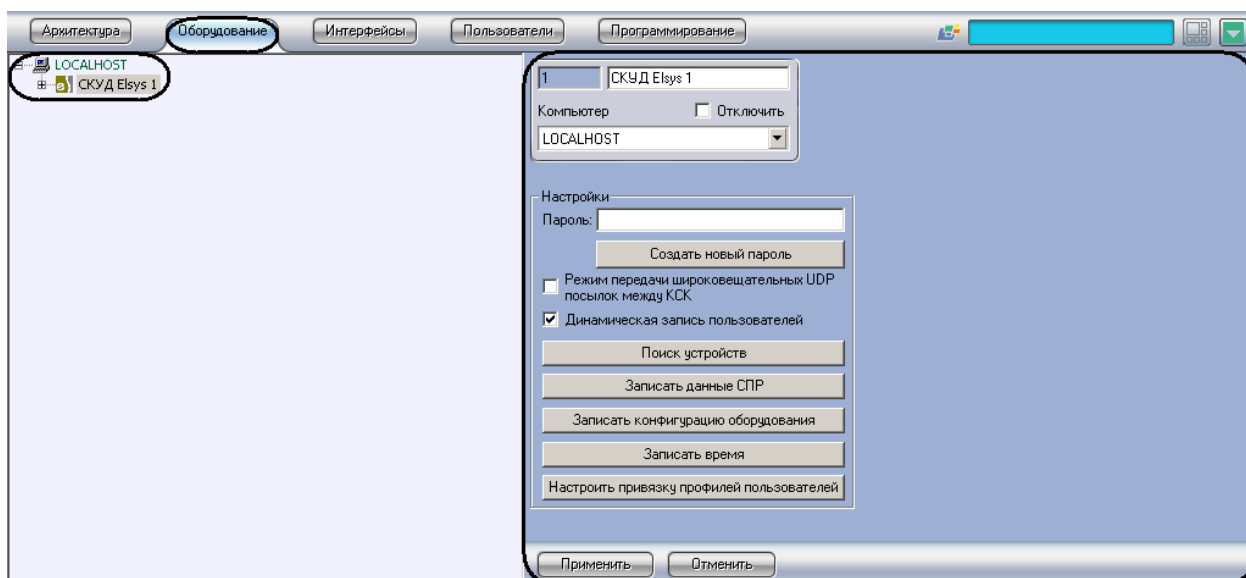 Архитектура Оборудование Интерфейсы Пользователи Программирование
LOCALHOST
СКУД Elsys 1
1 СКУД Elsys 1
Компьютер Отключить
LOCALHOST
Настройки
Пароль:
Создать новый пароль
Режим передачи широковещательных UDP
посылок между КСК
Динамическая запись пользователей
Поиск устройств
Записать данные СПР
Записать конфигурацию оборудования
Записать время
Настроить привязку профилей пользователей
Применить Отменить